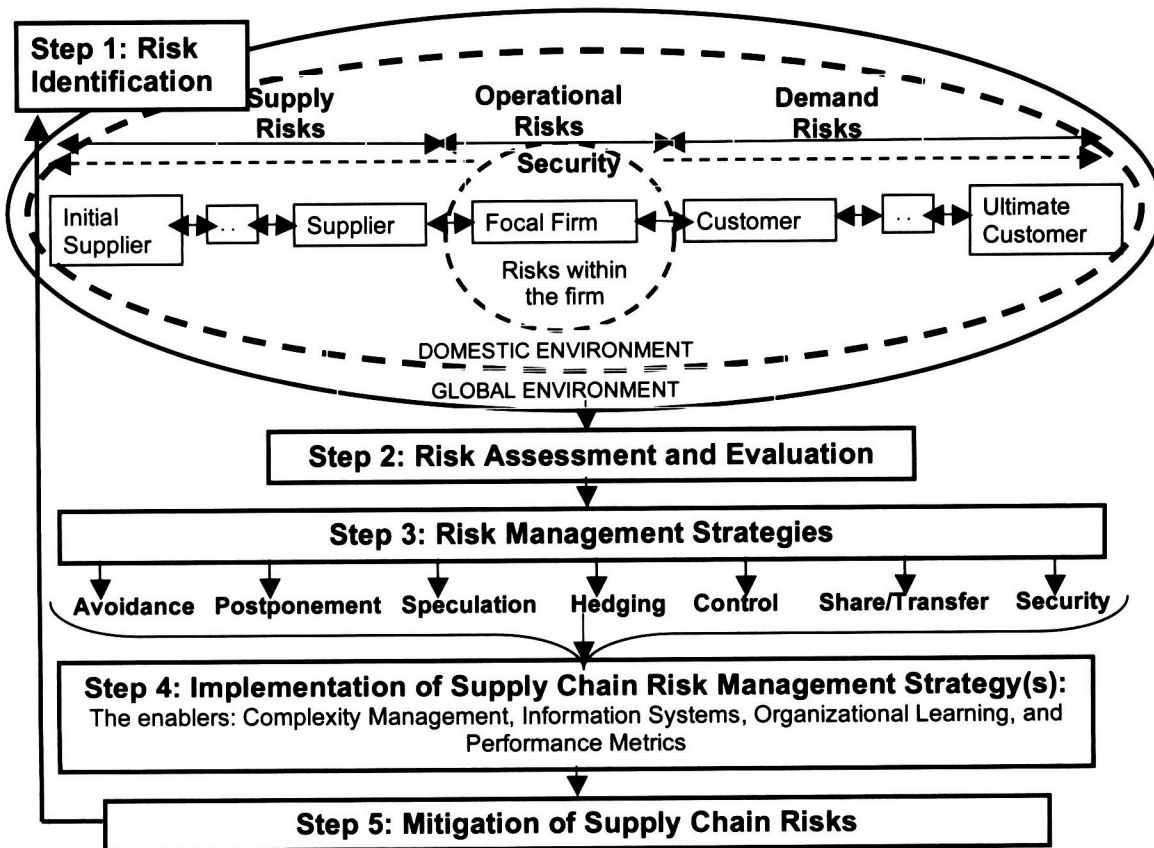 Step 1: Risk
Identification
Supply
Risks
Operational
Risks
Demand
Risks
Security
Initial
Supplier
..
Supplier
Focal Firm
Customer
..
Ultimate
Customer
Risks within
the firm
DOMESTIC ENVIRONMENT
GLOBAL ENVIRONMENT
Step 2: Risk Assessment and Evaluation
Step 3: Risk Management Strategies
Avoidance Postponement Speculation Hedging Control Share/Transfer Security
Step 4: Implementation of Supply Chain Risk Management Strategy(s):
The enablers: Complexity Management, Information Systems, Organizational Learning, and
Performance Metrics
Step 5: Mitigation of Supply Chain Risks